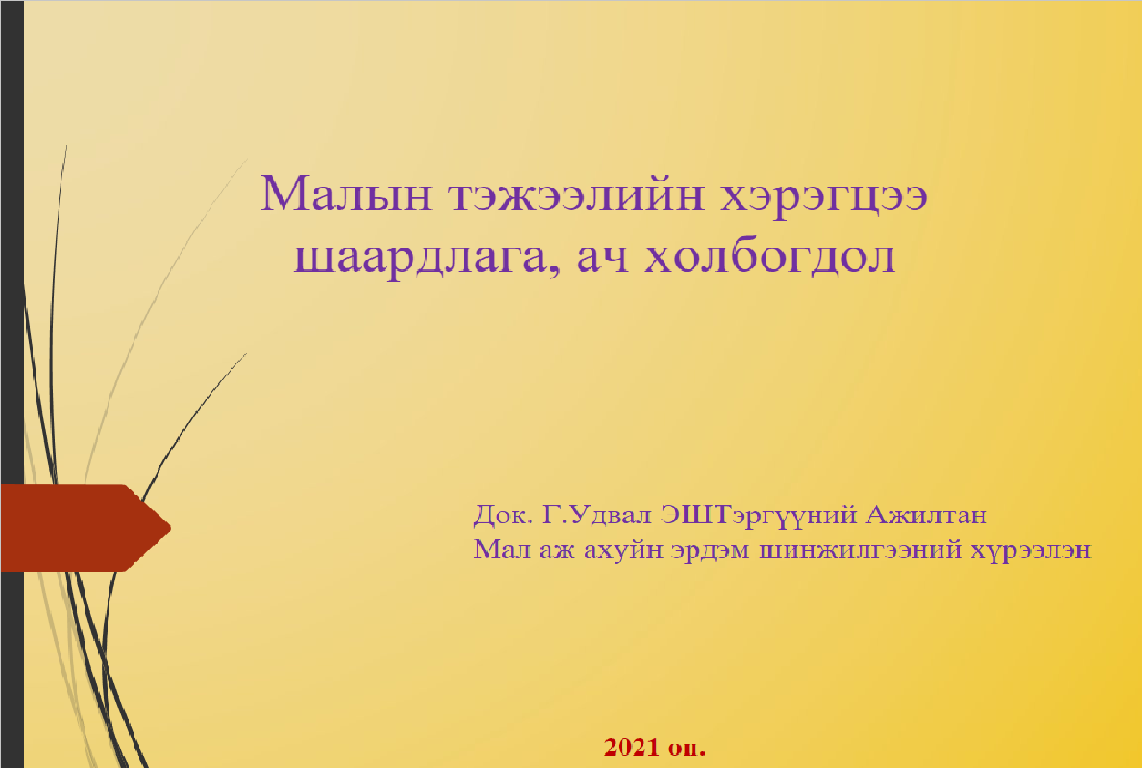 Малын тэжээлийн хэрэгцээ
шаардлага, ач холбогдол
Док. Г.Удвал ЭШТэргүүний Ажилтан
Мал аж ахуйн эрдэм шинжилгээний хүрээлэн
2021 он.